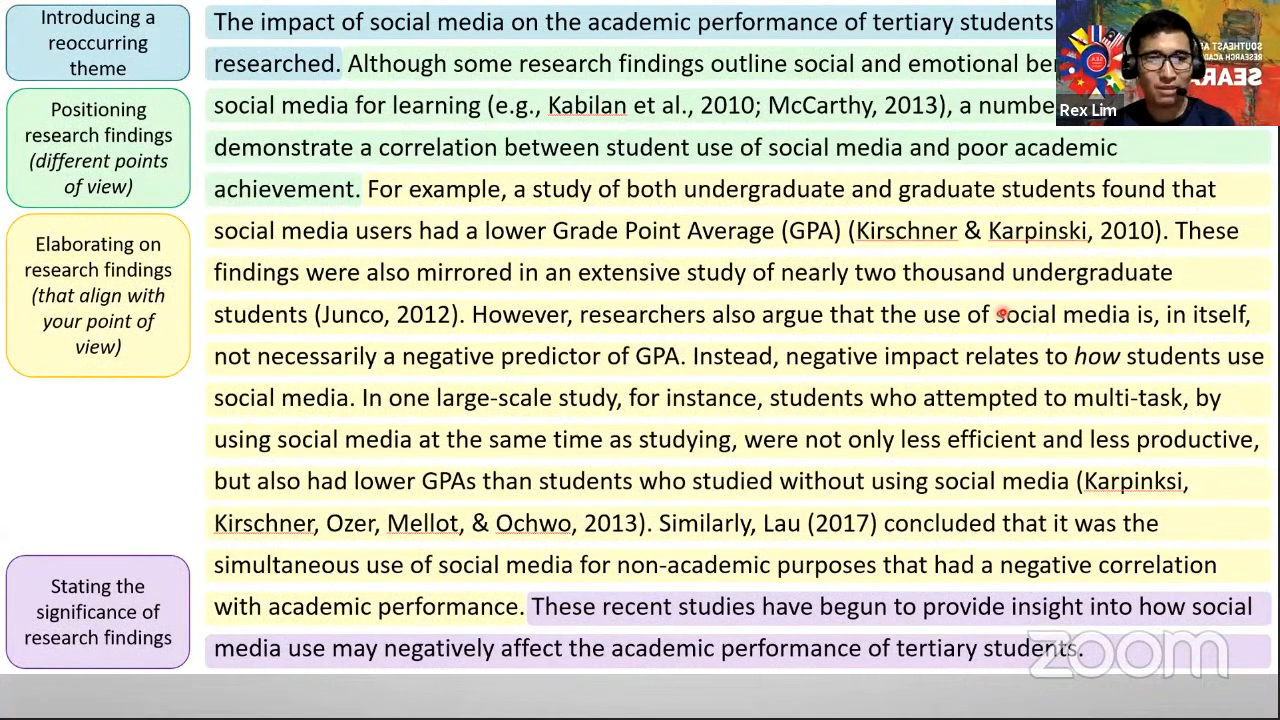 Introducing a
reoccurring
theme
Positioning
research findings
(different points
of view)
Elaborating on
research findings
(that align with
your point of
view)
Stating the
significance of
research findings
The impact of social media on the academic performance of tertiary students
researched. Although some research findings outline social and emotional
social media for learning (e.g., Kabilan et al., 2010; McCarthy, 2013), a
demonstrate a correlation between student use of social media and poor academic
achievement. For example, a study of both undergraduate and graduate students found that
social media users had a lower Grade Point Average (GPA) (Kirschner & Karpinski, 2010). These
findings were also mirrored in an extensive study of nearly two thousand undergraduate
students (Junco, 2012). However, researchers also argue that the use of social media is, in itself,
not necessarily a negative predictor of GPA. Instead, negative impact relates to how students use
social media. In one large-scale study, for instance, students who attempted to multi-task, by
using social media at the same time as studying, were not only less efficient and less productive,
but also had lower GPAs than students who studied without using social media (Karpinksi,
Kirschner, Ozer, Mellot, & Ochwo, 2013). Similarly, Lau (2017) concluded that it was the
simultaneous use of social media for non-academic purposes that had a negative correlation
with academic performance. These recent studies have begun to provide insight into how social
media use may negatively affect the academic performance of tertiary students.
Rex Lim
zoom